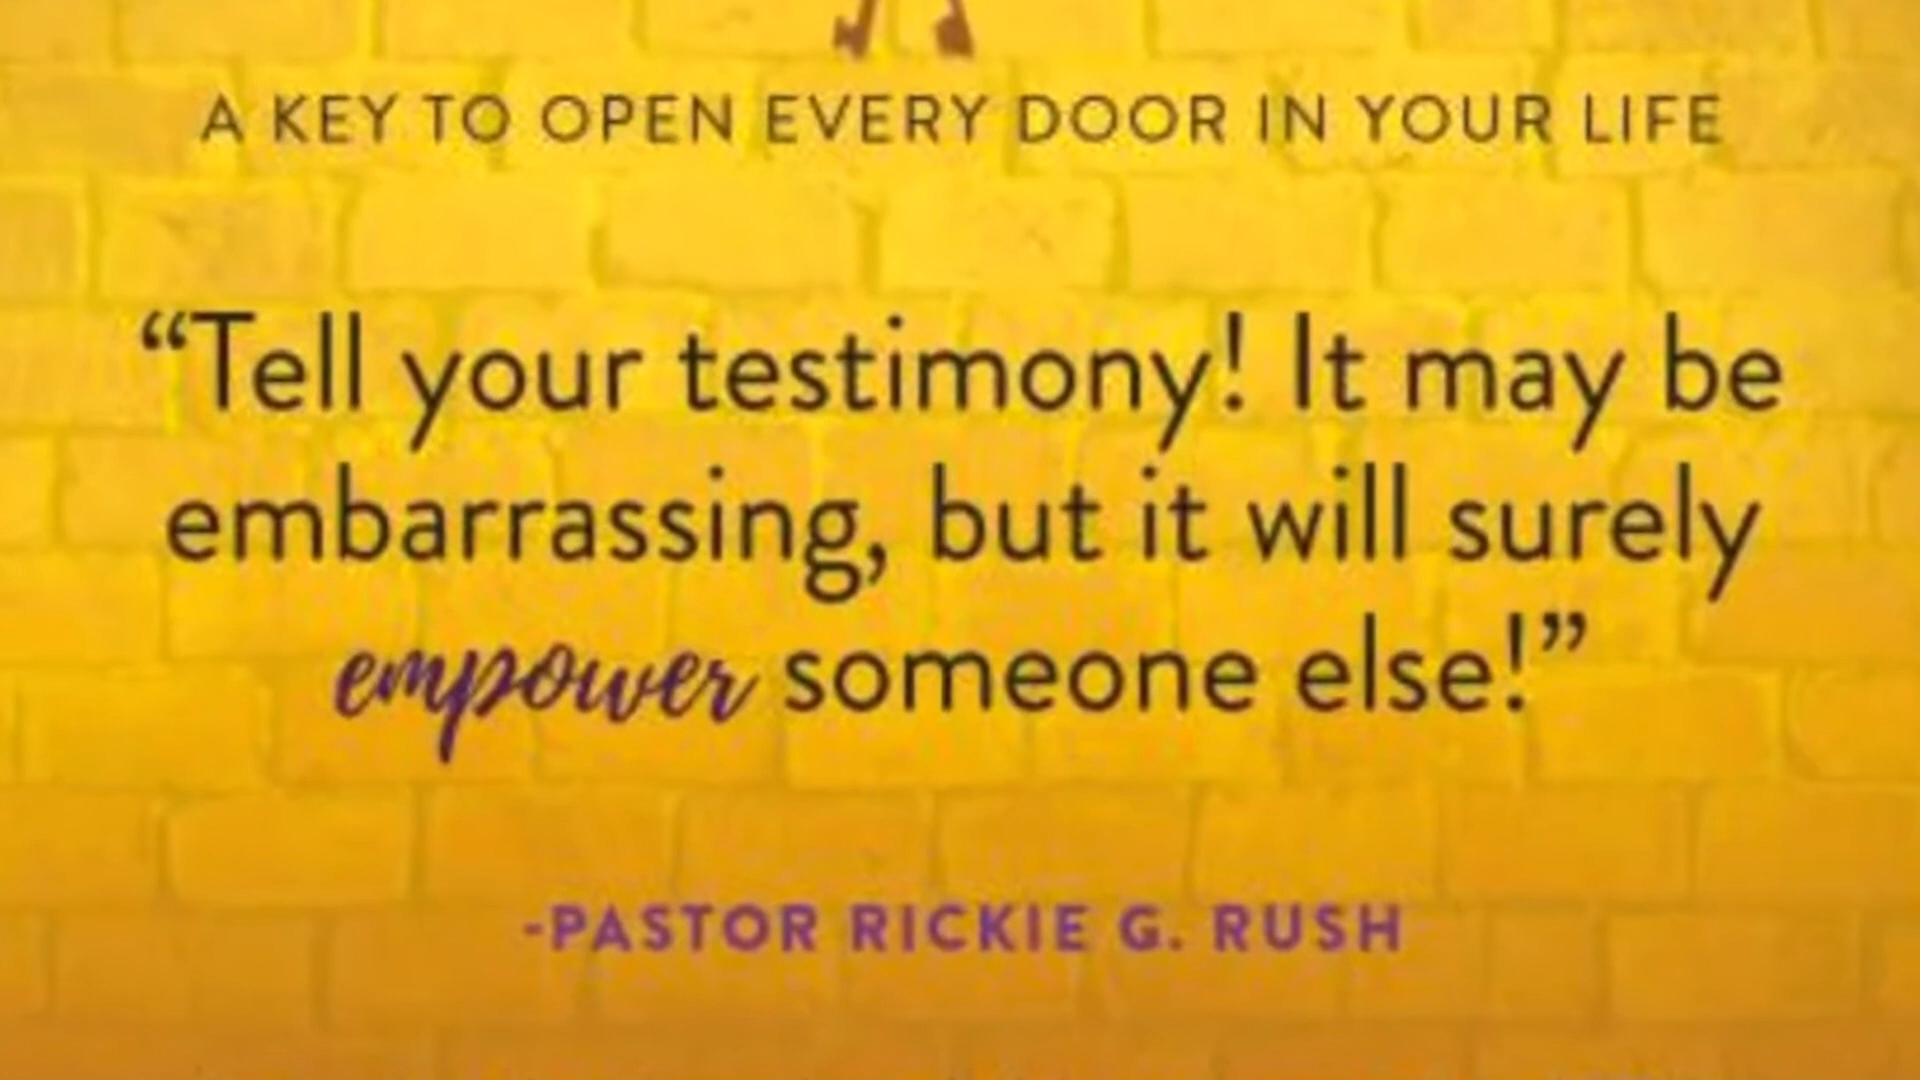 A KEY TO OPEN EVERY DOOR IN YOUR LIFE
“Tell your testimony! It may be
embarrassing, but it will surely
empower someone else!”
-PASTOR RICKIE G. RUSH